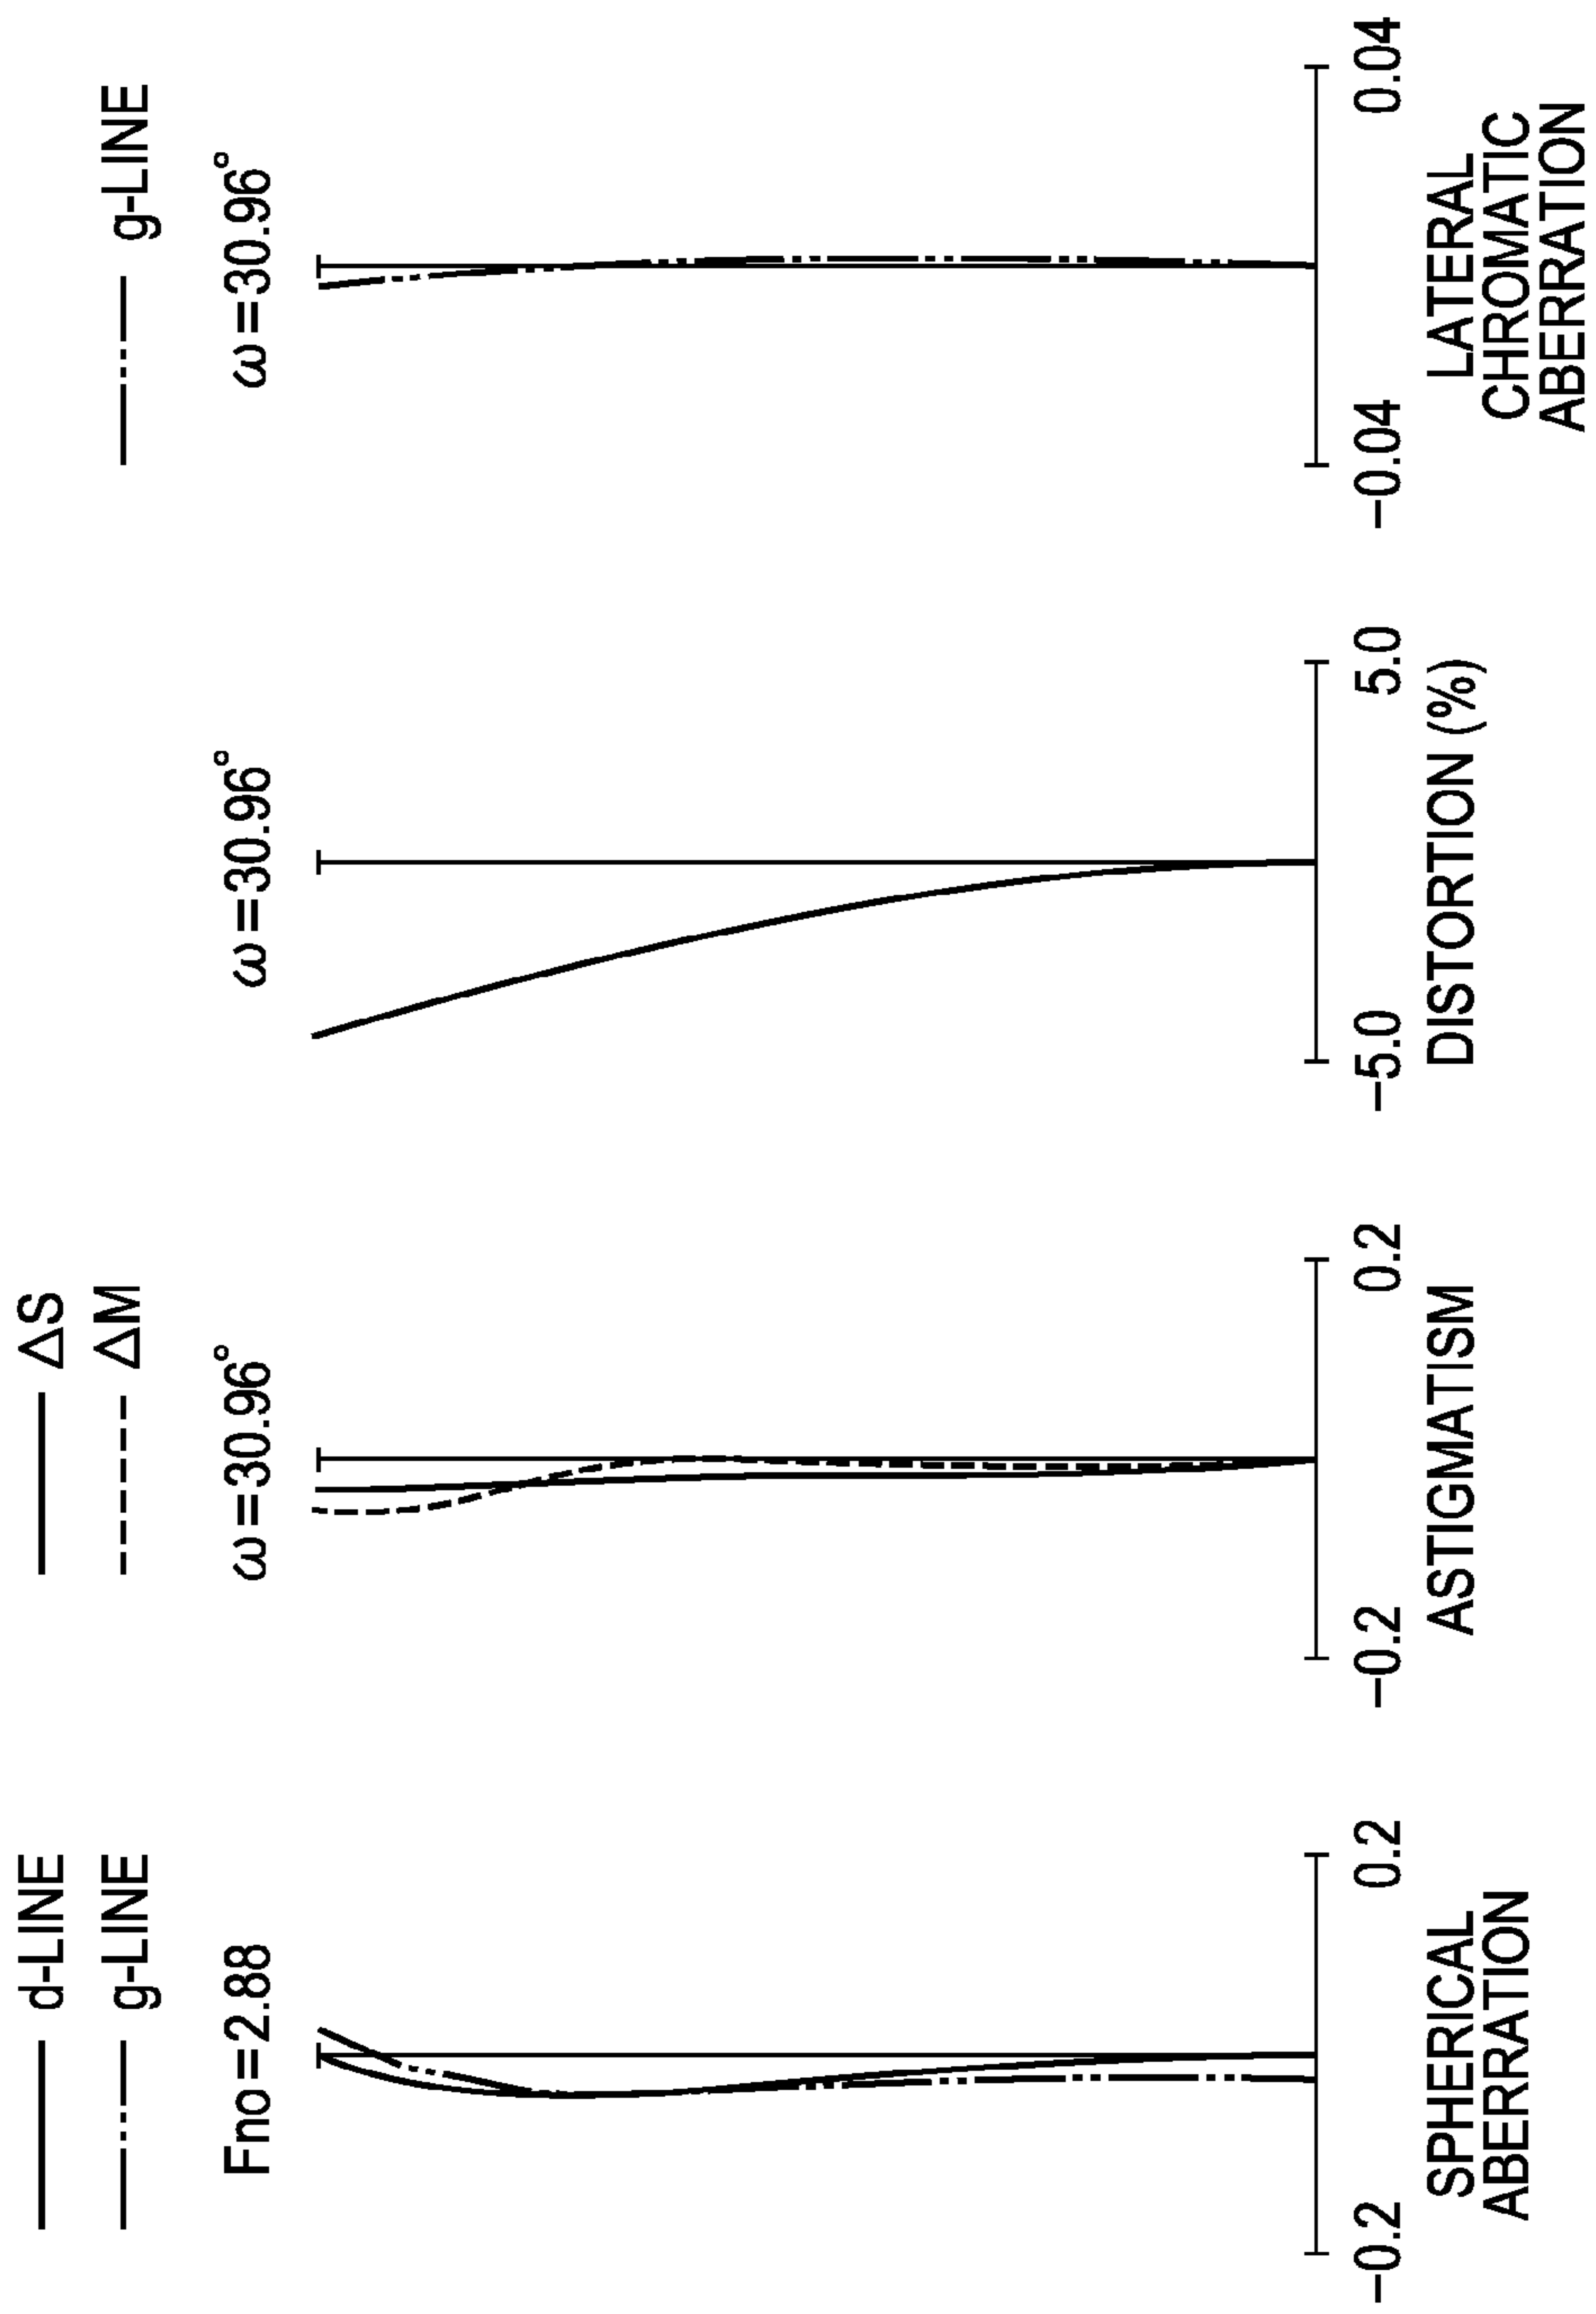 d-LINE
g-LINE
Fno=2.88
−0.2
0.2
SPHERICAL
ABERRATION
ΔS
ΔM
ω=30.96°
−0.2
0.2
ASTIGMATISM
ω=30.96°
−5.0
5.0
DISTORTION (%)
g-LINE
ω=30.96°
−0.04
0.04
LATERAL
CHROMATIC
ABERRATION